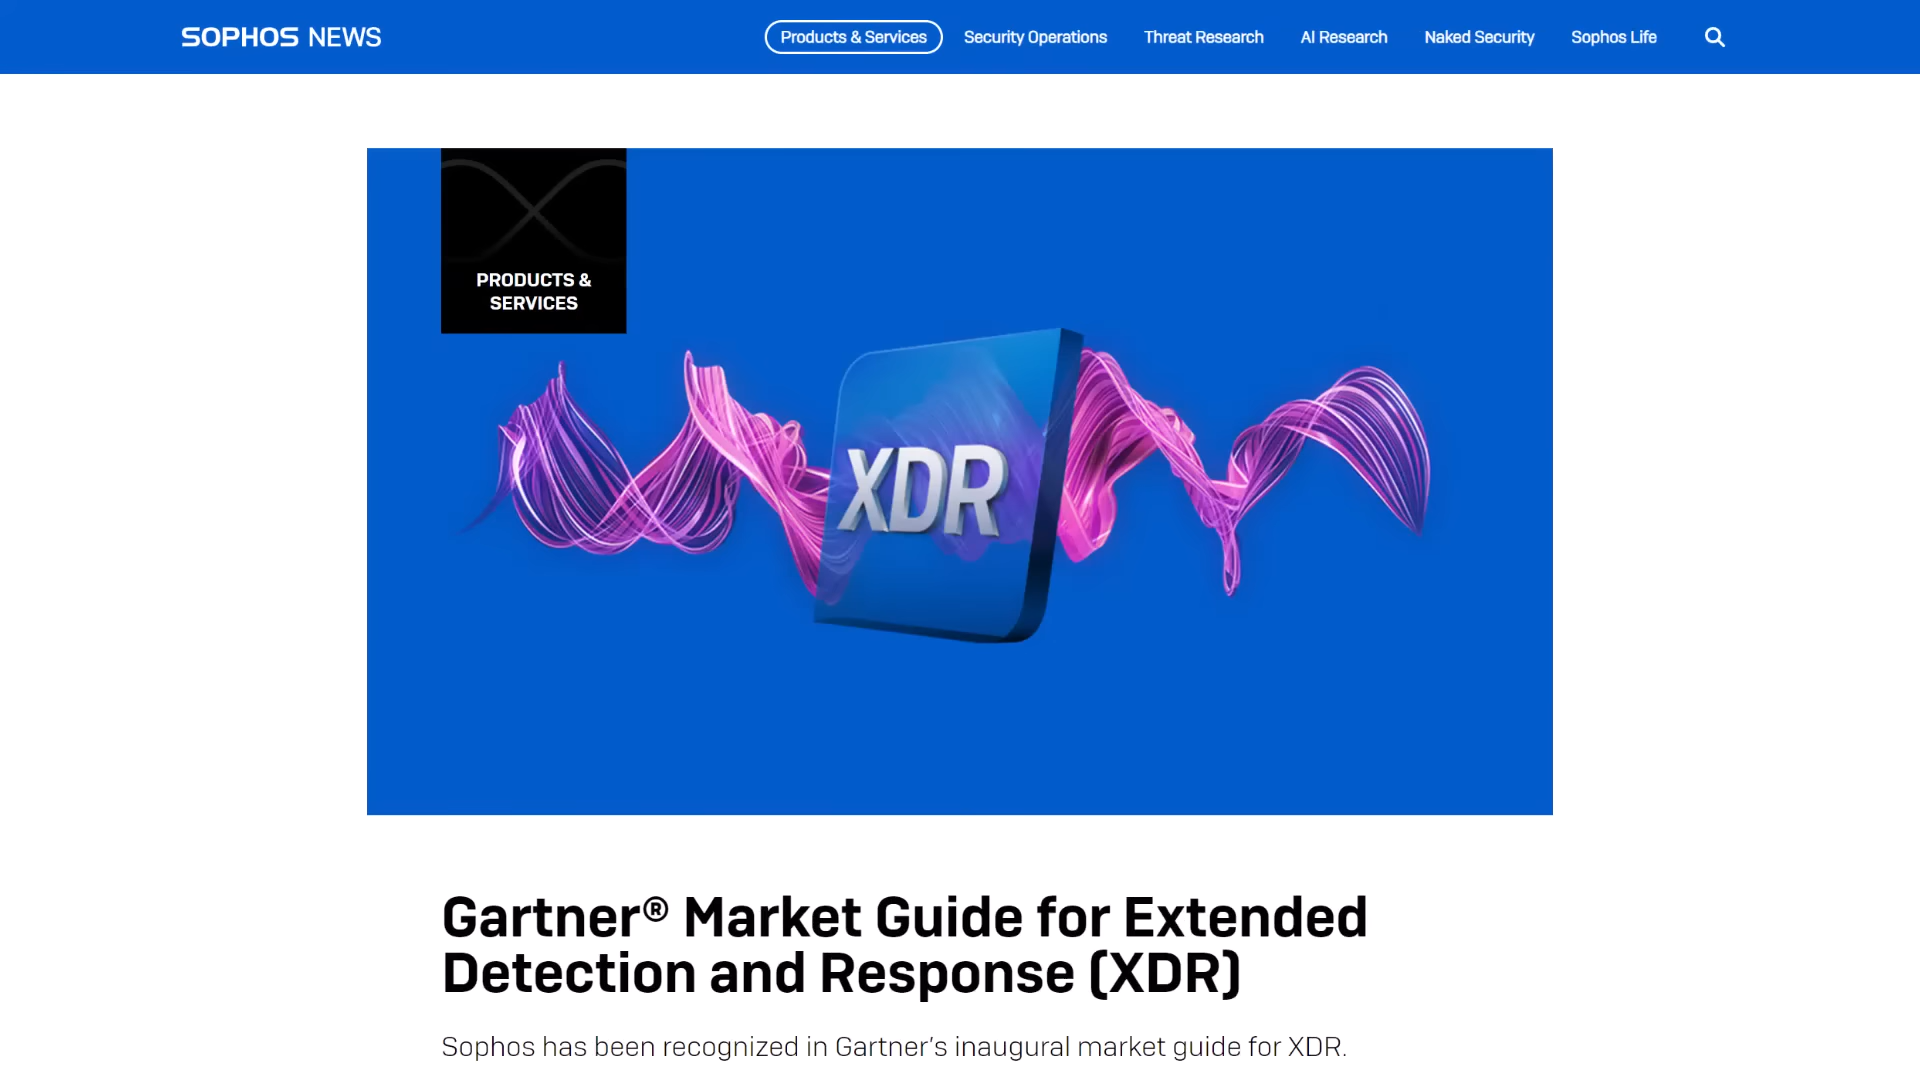 SOPHOS NEWS
Products & Services
Security Operations
Threat Research
AI Research
Naked Security
Sophos Life
PRODUCTS &
SERVICES
XDR
Gartner® Market Guide for Extended
Detection and Response (XDR)
Sophos has been recognized in Gartner’s inaugural market guide for XDR.